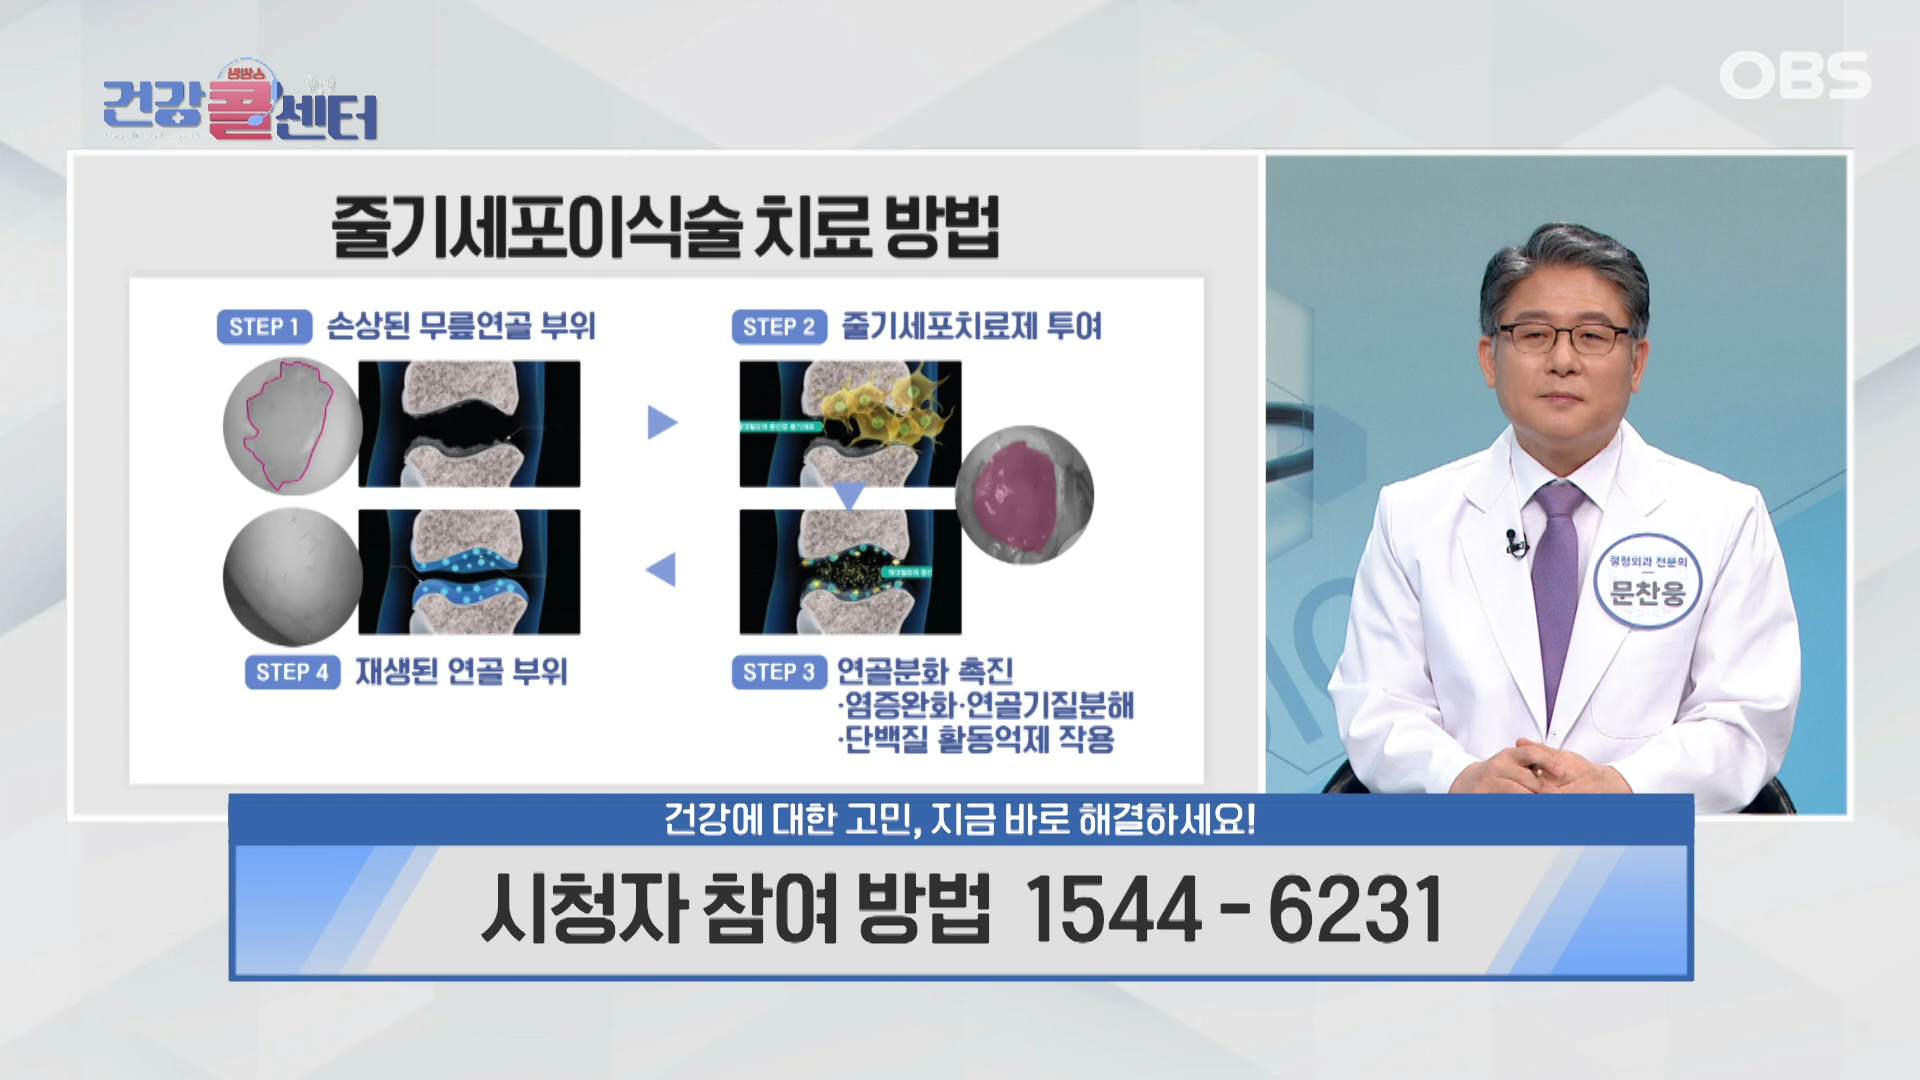 생방송
건강콜센터
OBS
줄기세포이식술 치료 방법
STEP 1 손상된 무릎연골 부위
STEP 2 줄기세포치료제 투여
STEP 4 재생된 연골 부위
STEP 3 연골분화 촉진
·염증완화·연골기질분해
·단백질 활동억제 작용
정형외과 전문의
문찬웅
건강에 대한 고민, 지금 바로 해결하세요!
시청자 참여 방법 1544 - 6231